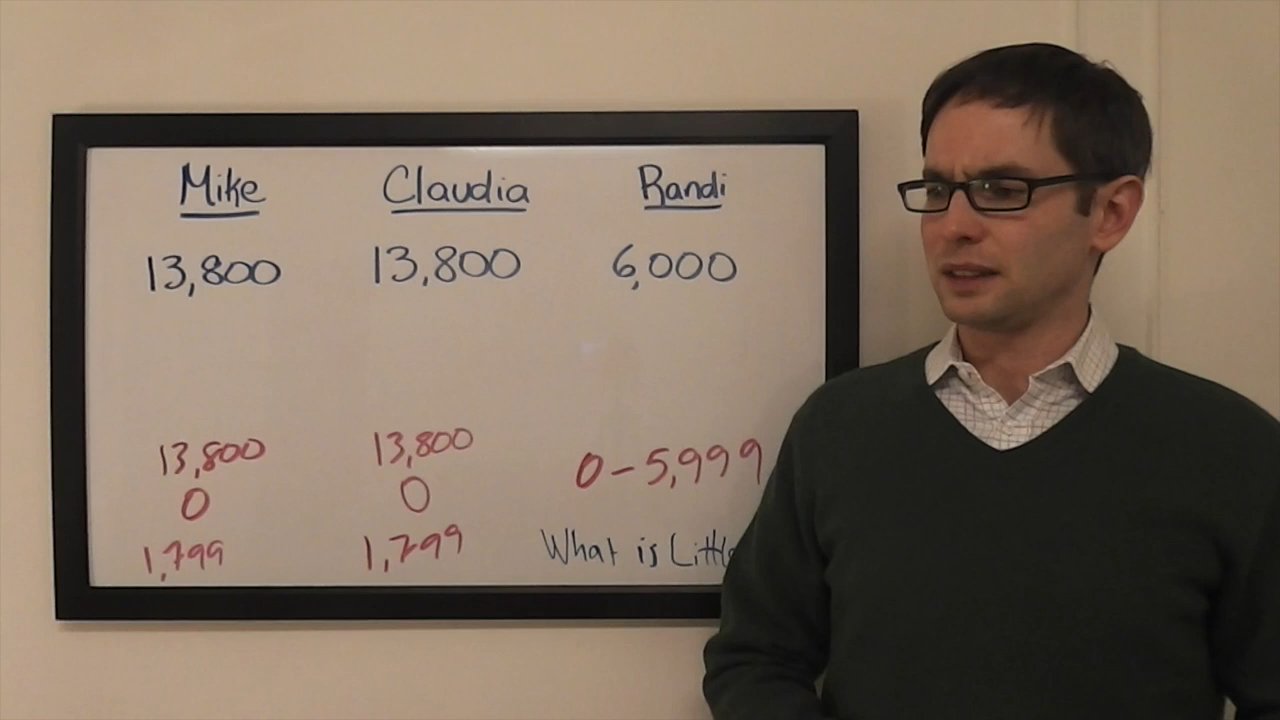 Mike Claudia Randi
13,800 13,800 6,000
13,800 13,800 0-5,999
0 0
1,799 1,799 What is